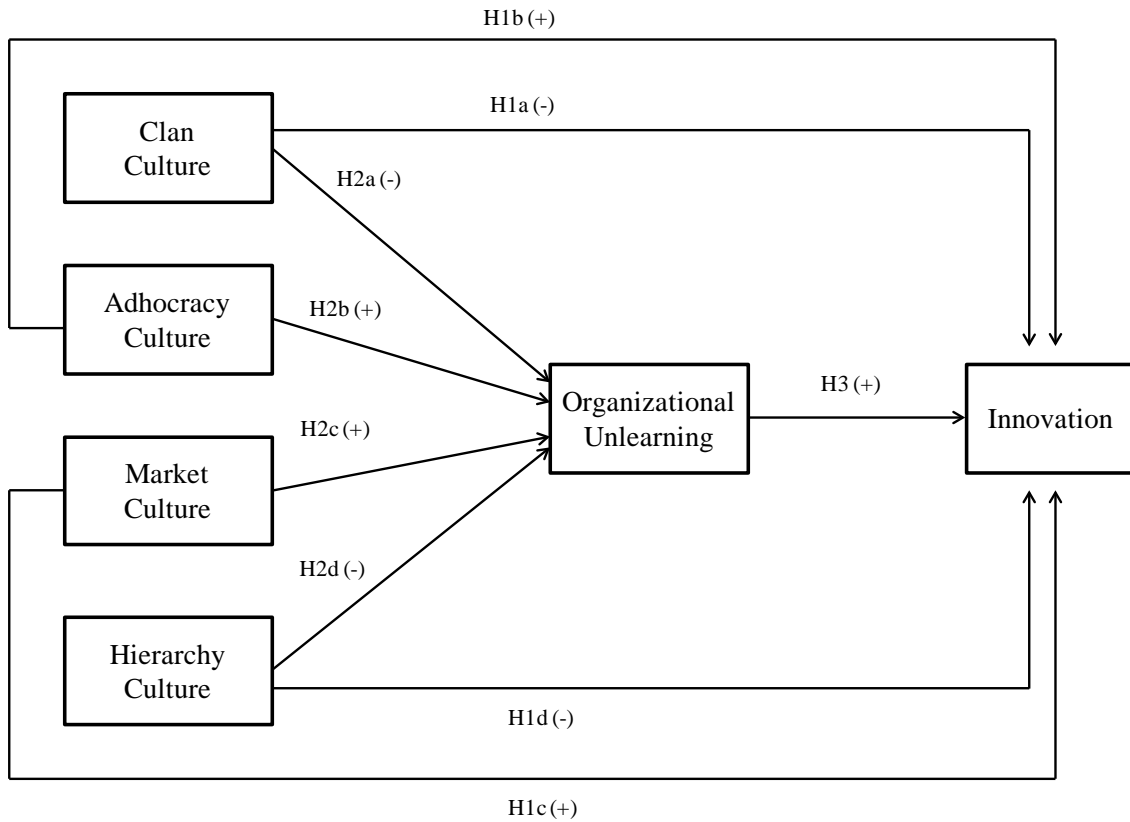 H1b (+)
H1a (-)
Clan
Culture
H2a (-)
Adhocracy
Culture
H2b (+)
Organizational
Unlearning
H3 (+)
Innovation
H2c (+)
Market
Culture
H2d (-)
Hierarchy
Culture
H1d (-)
H1c (+)